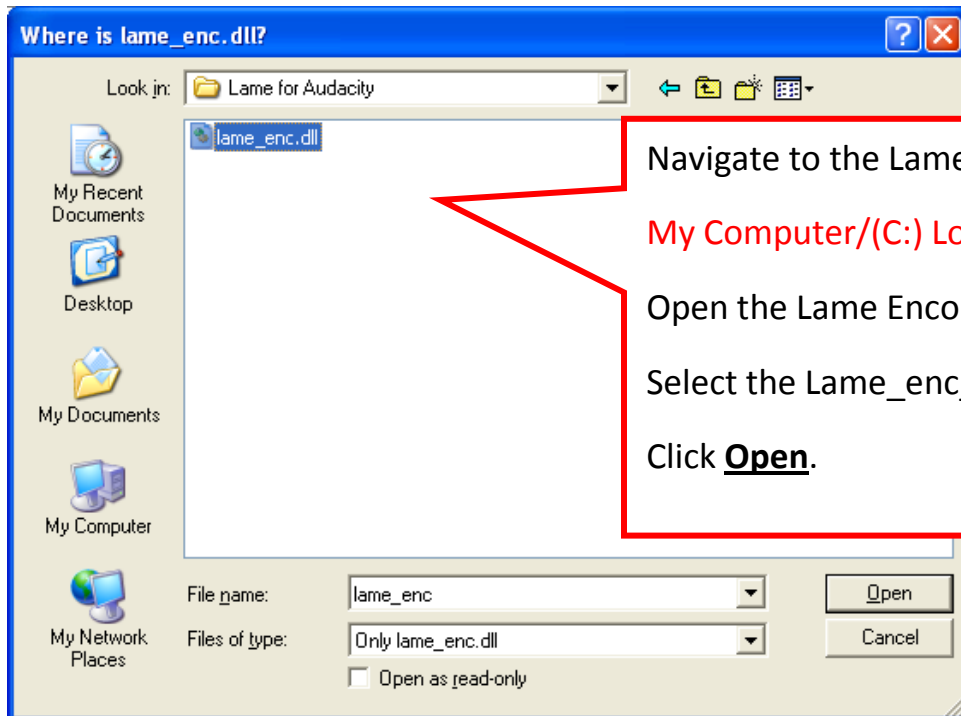 Where is lame_enc.dll?
Look in:
Lame for Audacity
lame_enc.dll
My Recent
Documents
Desktop
My Documents
My Computer
My Network
Places
Navigate to the Lame
My Computer/(C:) Lo
Open the Lame Enco
Select the Lame_enc
Click Open.
File name:
lame_enc
Open
Files of type:
Only lame_enc.dll
Cancel
Open as read-only